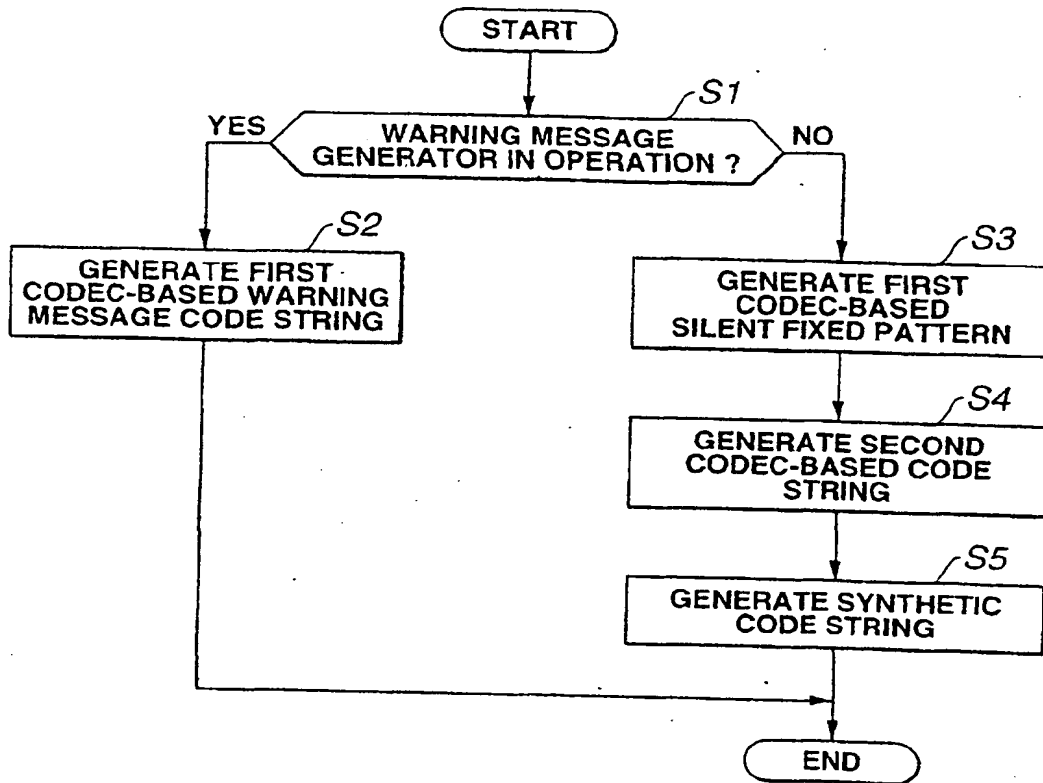 START
S1
YES
WARNING MESSAGE
GENERATOR IN OPERATION ?
NO
S2
GENERATE FIRST
CODEC-BASED WARNING
MESSAGE CODE STRING
S3
GENERATE FIRST
CODEC-BASED
SILENT FIXED PATTERN
S4
GENERATE SECOND
CODEC-BASED CODE
STRING
S5
GENERATE SYNTHETIC
CODE STRING
END